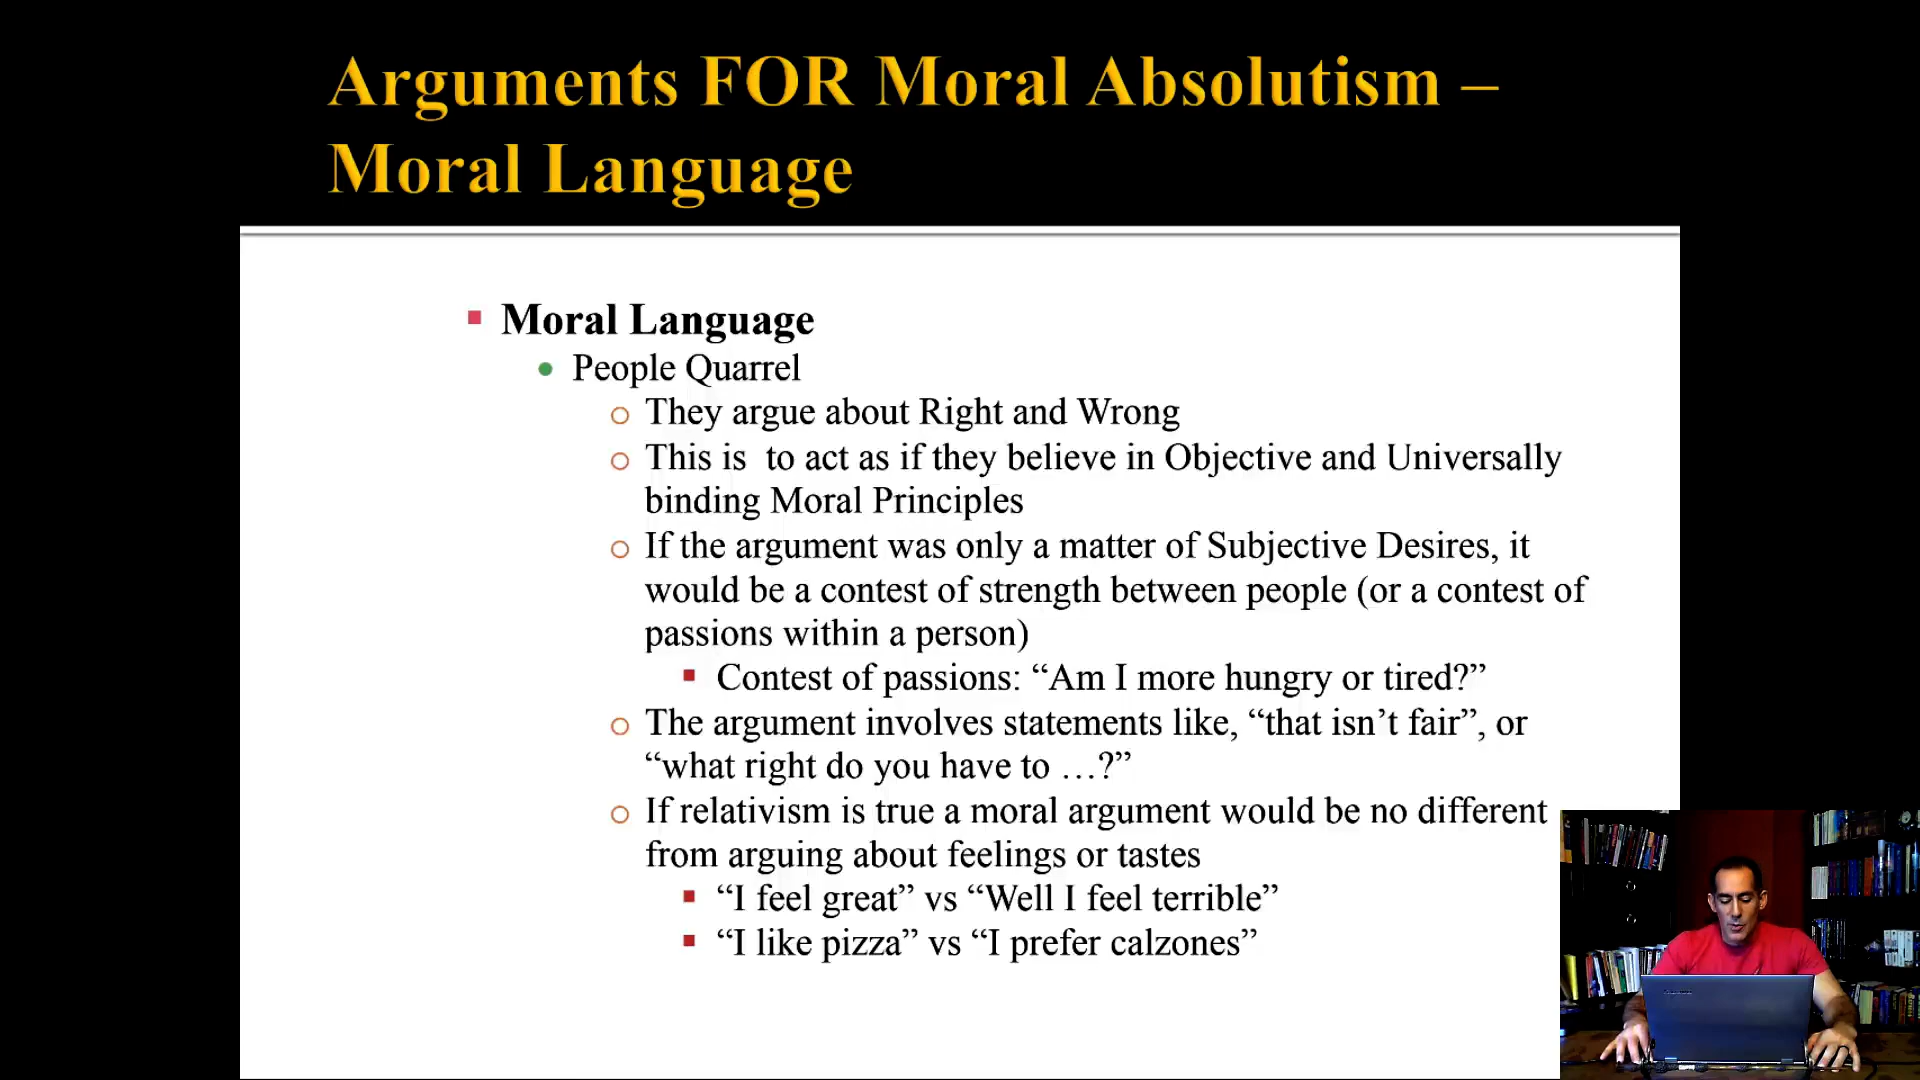 Arguments FOR Moral Absolutism –
Moral Language
Moral Language
People Quarrel
They argue about Right and Wrong
This is  to act as if they believe in Objective and Universally
binding Moral Principles
If the argument was only a matter of Subjective Desires, it
would be a contest of strength between people (or a contest of
passions within a person)
Contest of passions: “Am I more hungry or tired?”
The argument involves statements like, “that isn’t fair”, or
“what right do you have to …?”
If relativism is true a moral argument would be no different
from arguing about feelings or tastes
“I feel great” vs “Well I feel terrible”
“I like pizza” vs “I prefer calzones”